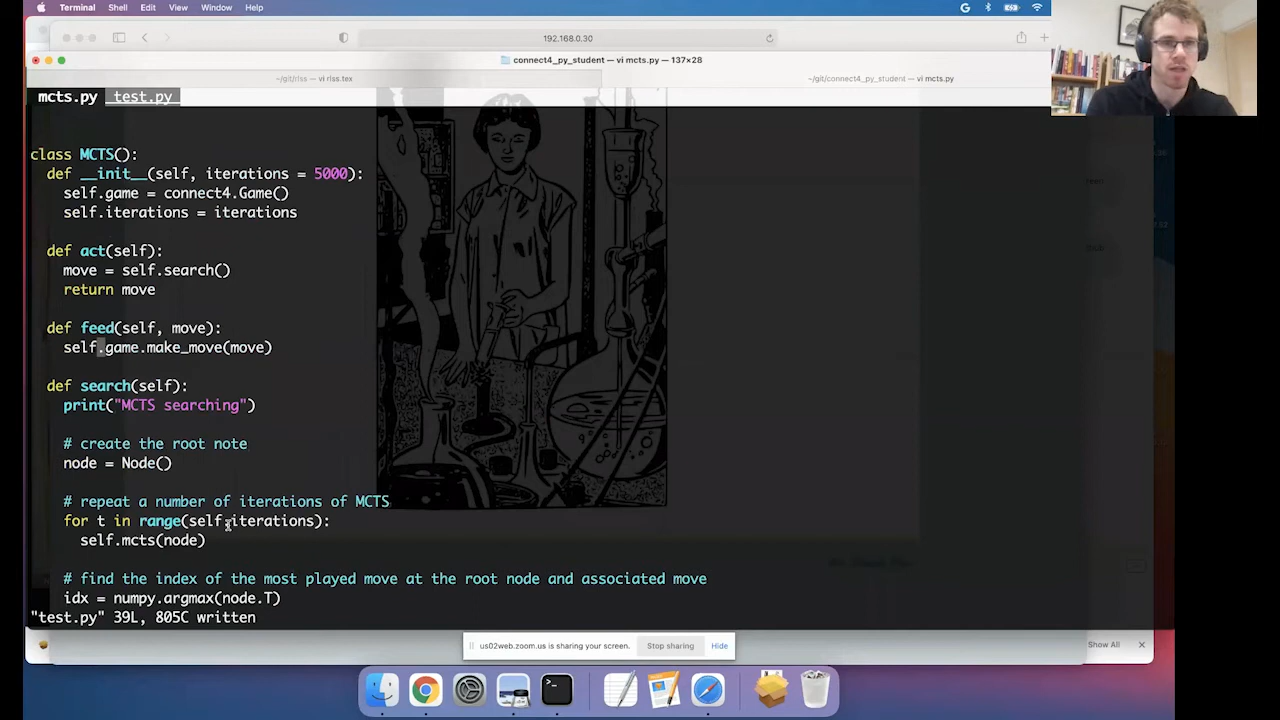 Terminal Shell Edit View Window Help
192.168.0.30
connect4_py_student — vi mcts.py — 137×28
~/git/rlss — vi rlss.tex
~/git/connect4_py_student — vi mcts.py
mcts.py test.py
class MCTS():
def __init__(self, iterations = 5000):
self.game = connect4.Game()
self.iterations = iterations
def act(self):
move = self.search()
return move
def feed(self, move):
self.game.make_move(move)
def search(self):
print("MCTS searching")
# create the root note
node = Node()
# repeat a number of iterations of MCTS
for t in range(self.iterations):
self.mcts(node)
# find the index of the most played move at the root node and associated move
idx = numpy.argmax(node.T)
"test.py" 39L, 805C written
us02web.zoom.us is sharing your screen. Stop sharing Hide
Show All